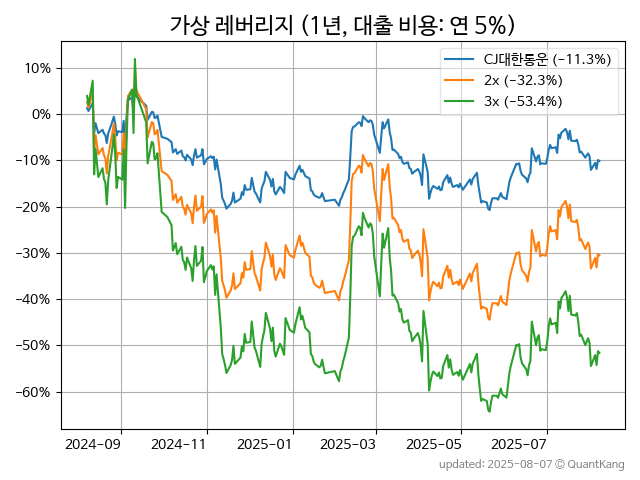 가상 레버리지 (1년, 대출 비용: 연 5%)
CJ대한통운 (−11.3%)
2x (−32.3%)
3x (−53.4%)
10%
0%
−10%
−20%
−30%
−40%
−50%
−60%
2024-09 2024-11 2025-01 2025-03 2025-05 2025-07
updated: 2025-08-07 © QuantKang